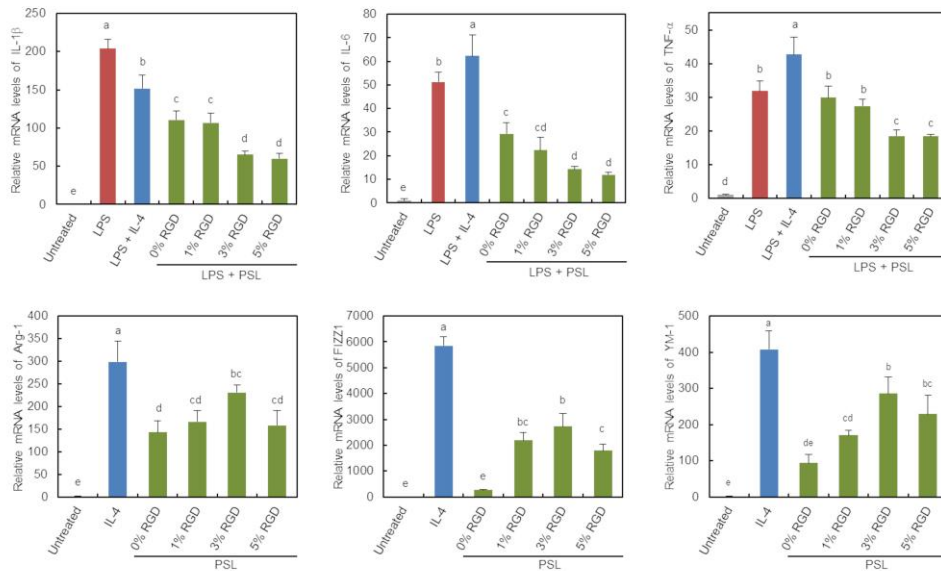 Relative mRNA levels of IL-1β
250
200
150
100
50
0
e
a
b
c
c
d
d
Untreated
LPS
LPS + IL-4
0% RGD
1% RGD
3% RGD
5% RGD
LPS + PSL
Relative mRNA levels of IL-6
60
50
40
30
20
10
0
e
b
a
c
cd
d
d
Untreated
LPS
LPS + IL-4
0% RGD
1% RGD
3% RGD
5% RGD
LPS + PSL
Relative mRNA levels of TNF-α
50
40
30
20
10
0
d
b
a
b
b
c
c
Untreated
LPS
LPS + IL-4
0% RGD
1% RGD
3% RGD
5% RGD
LPS + PSL
Relative mRNA levels of Arg-1
400
350
300
250
200
150
100
50
0
e
a
d
cd
bc
d
Untreated
IL-4
0% RGD
1% RGD
3% RGD
5% RGD
PSL
Relative mRNA levels of FIZZ1
7000
6000
5000
4000
3000
2000
1000
0
e
a
e
bc
b
c
Untreated
IL-4
0% RGD
1% RGD
3% RGD
5% RGD
PSL
Relative mRNA levels of YM-1
500
400
300
200
100
0
e
a
de
cd
b
bc
Untreated
IL-4
0% RGD
1% RGD
3% RGD
5% RGD
PSL